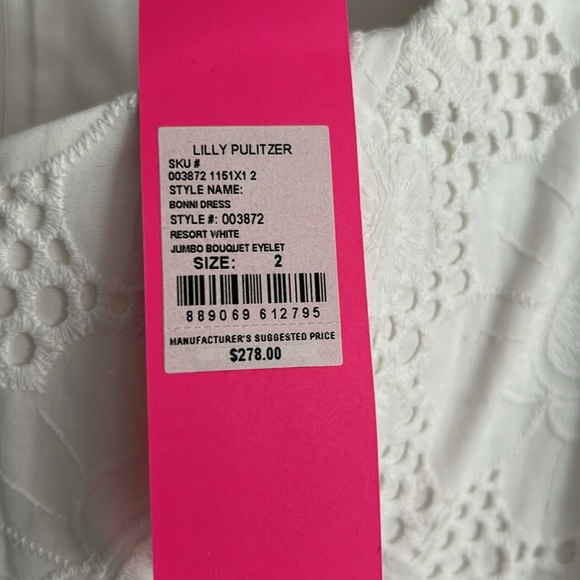 LILLY PULITZER
SKU #
003872 1151X1 2
STYLE NAME:
BONNI DRESS
STYLE #: 003872
RESORT WHITE
JUMBO BOUQUET EYELET
SIZE: 2
889069 612795
MANUFACTURER'S SUGGESTED PRICE
$278.00